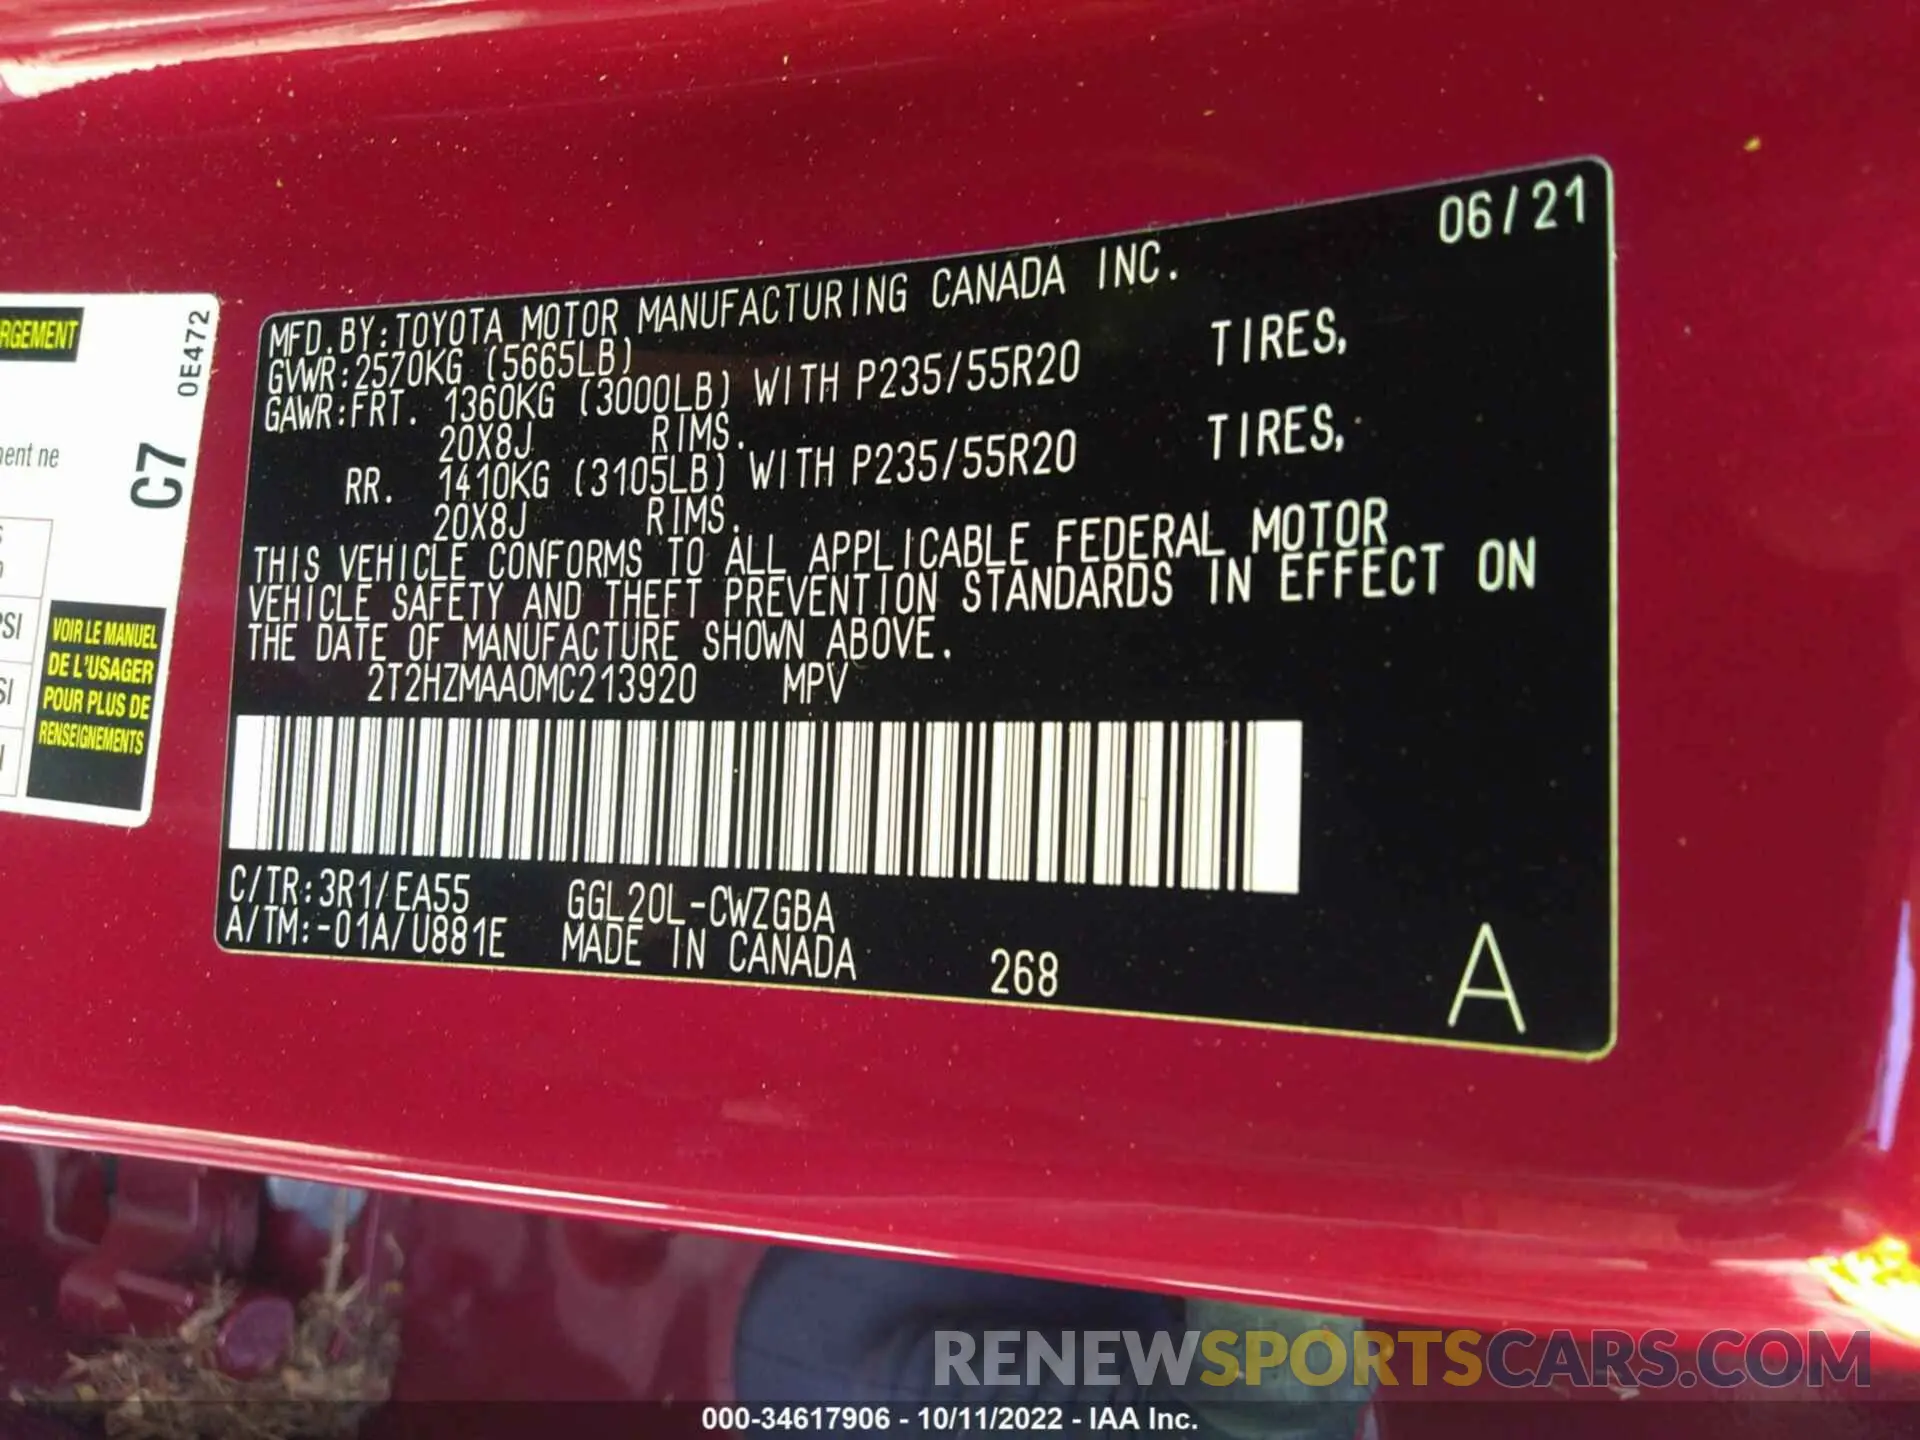 RGEMENT
0E472
C7
ent ne
PSI
SI
VOIR LE MANUEL
DE L'USAGER
POUR PLUS DE
RENSEIGNEMENTS
06/21
MFD.BY:TOYOTA MOTOR MANUFACTURING CANADA INC.
GVWR:2570KG (5665LB)
GAWR:FRT. 1360KG (3000LB) WITH P235/55R20 TIRES,
20X8J RIMS.
RR. 1410KG (3105LB) WITH P235/55R20 TIRES,
20X8J RIMS.
THIS VEHICLE CONFORMS TO ALL APPLICABLE FEDERAL MOTOR
VEHICLE SAFETY AND THEFT PREVENTION STANDARDS IN EFFECT ON
THE DATE OF MANUFACTURE SHOWN ABOVE.
2T2HZMAA0MC213920 MPV
C/TR:3R1/EA55 GGL20L-CWZGBA
A/TM:-01A/U881E MADE IN CANADA 268
A
RENEWSPORTSCARS.COM
000-34617906 - 10/11/2022 - IAA Inc.